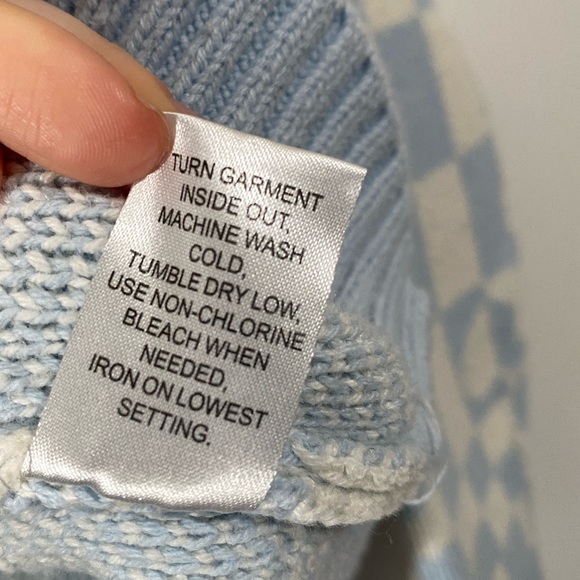 TURN GARMENT
INSIDE OUT,
MACHINE WASH
COLD,
TUMBLE DRY LOW,
USE NON-CHLORINE
BLEACH WHEN
NEEDED,
IRON ON LOWEST
SETTING.